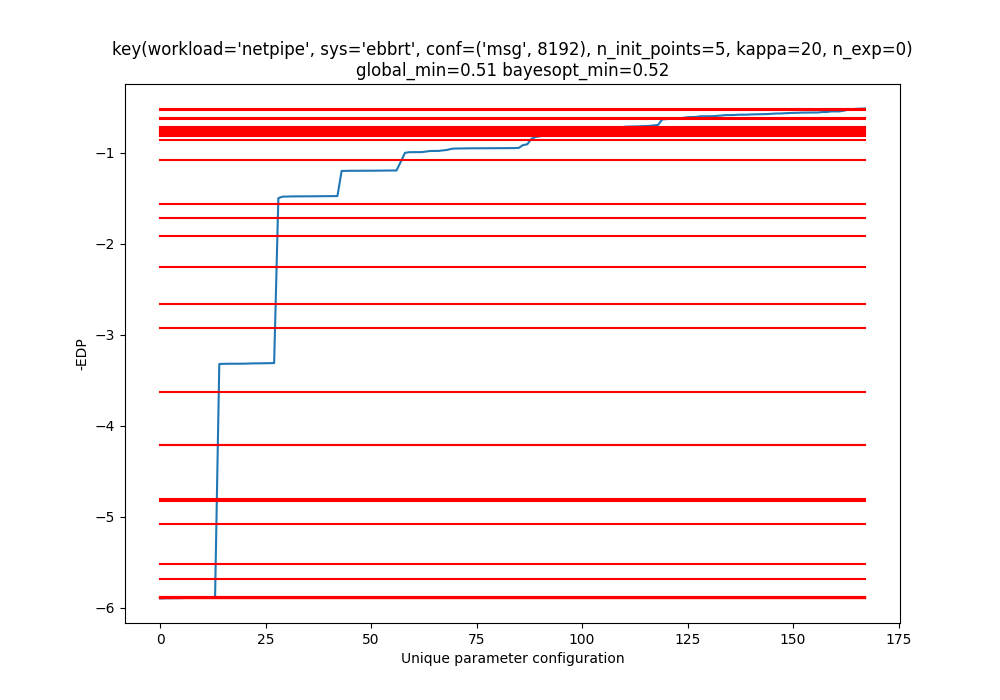 key(workload='netpipe', sys='ebbrt', conf=('msg', 8192), n_init_points=5, kappa=20, n_exp=0)
global_min=0.51 bayesopt_min=0.52
−1
−2
−3
−4
−5
−6
-EDP
0 25 50 75 100 125 150 175
Unique parameter configuration